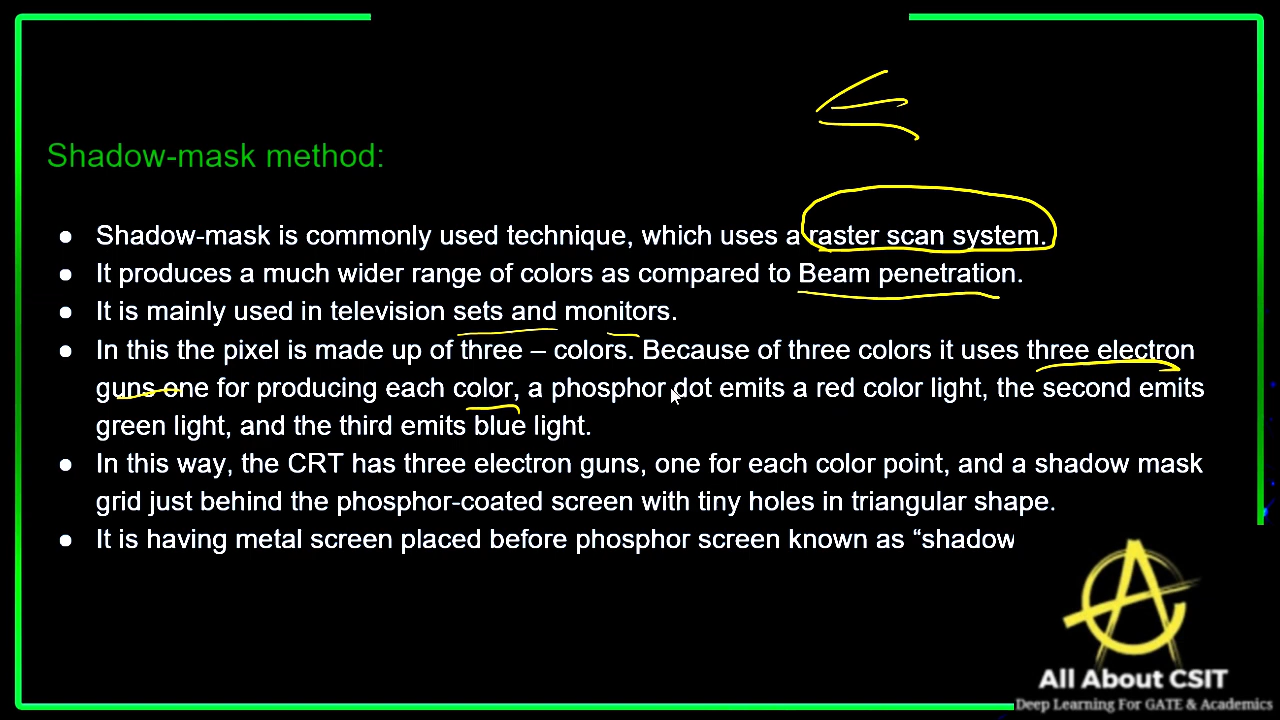 Shadow-mask method:
● Shadow-mask is commonly used technique, which uses a raster scan system.
● It produces a much wider range of colors as compared to Beam penetration.
● It is mainly used in television sets and monitors.
● In this the pixel is made up of three – colors. Because of three colors it uses three electron
guns one for producing each color, a phosphor dot emits a red color light, the second emits
green light, and the third emits blue light.
● In this way, the CRT has three electron guns, one for each color point, and a shadow mask
grid just behind the phosphor-coated screen with tiny holes in triangular shape.
● It is having metal screen placed before phosphor screen known as “shadow
All About CSIT
Deep Learning For GATE & Academics